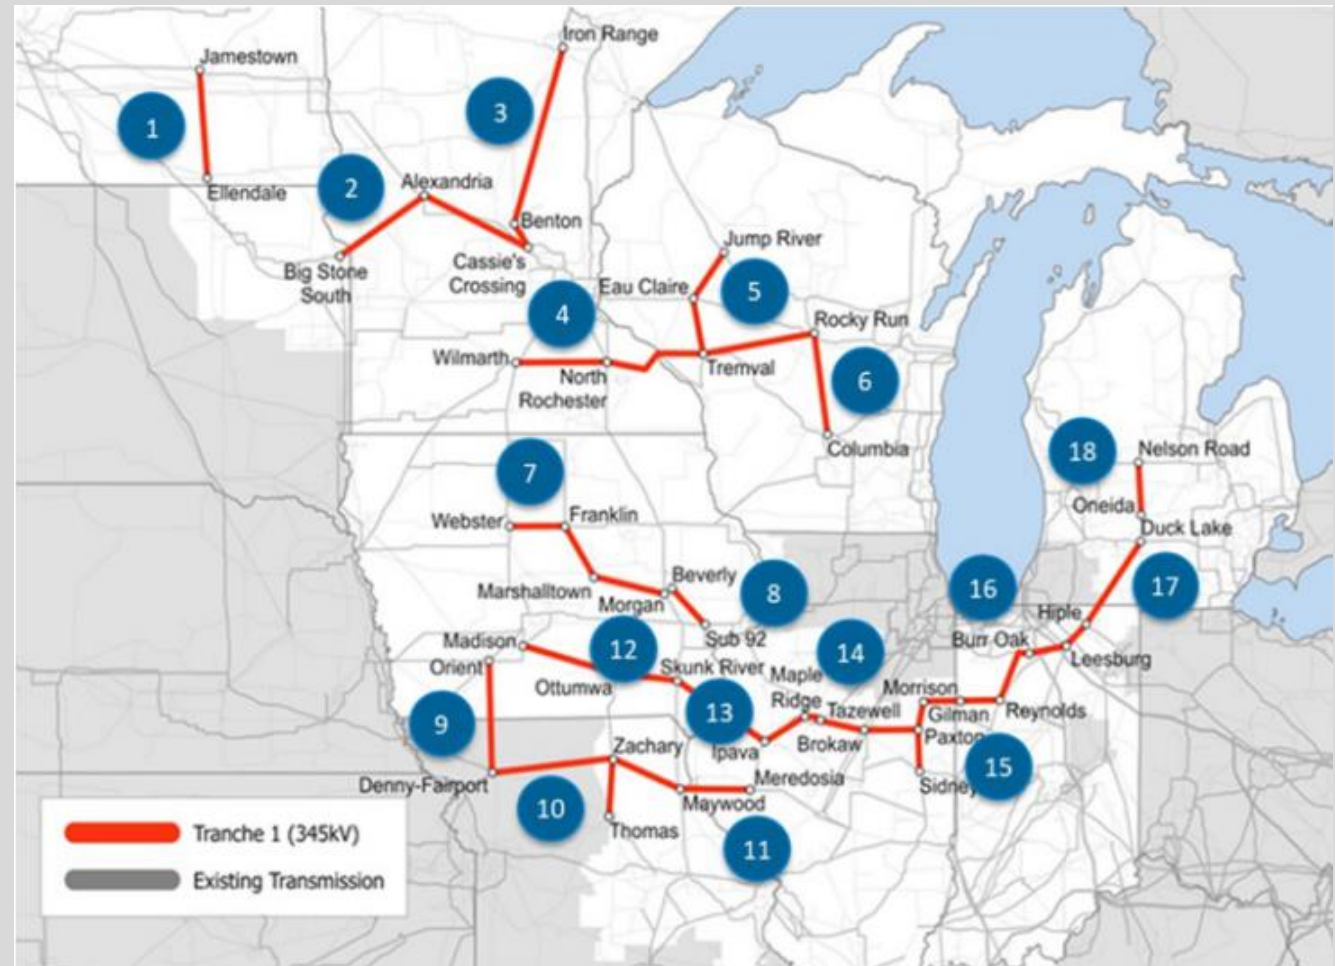 Iron Range
Jamestown
3
1
2
Alexandria
Ellendale
Benton
Jump River
Cassie's
Crossing
Big Stone
South
Eau Claire
5
4
Rocky Run
Wilmarth
North
Rochester
Tremval
6
Columbia
18
Nelson Road
7
Oneida
Webster
Franklin
Duck Lake
Marshalltown
Beverly
Morgan
8
16
17
Hiple
Madison
12
Sub 92
Burr Oak
Orient
Skunk River
14
Leesburg
Ottumwa
Maple
Ridge
Morrison
9
13
Tazewell
Gilman
Reynolds
Ipava
Brokaw
Paxton
Zachary
15
Denny-Fairport
Meredosia
Sidney
10
Maywood
Thomas
11
Tranche 1 (345kV)
Existing Transmission